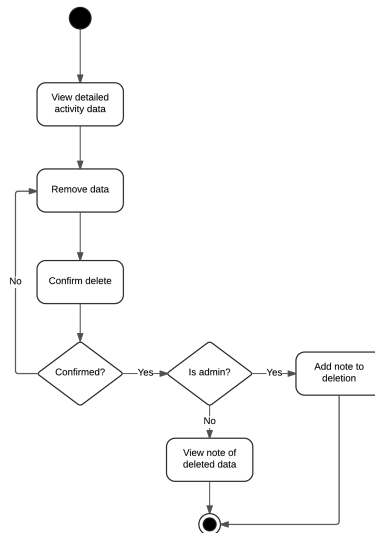 View detailed
activity data
Remove data
No
Confirm delete
Confirmed?
Yes
Is admin?
Yes
Add note to
deletion
No
View note of
deleted data